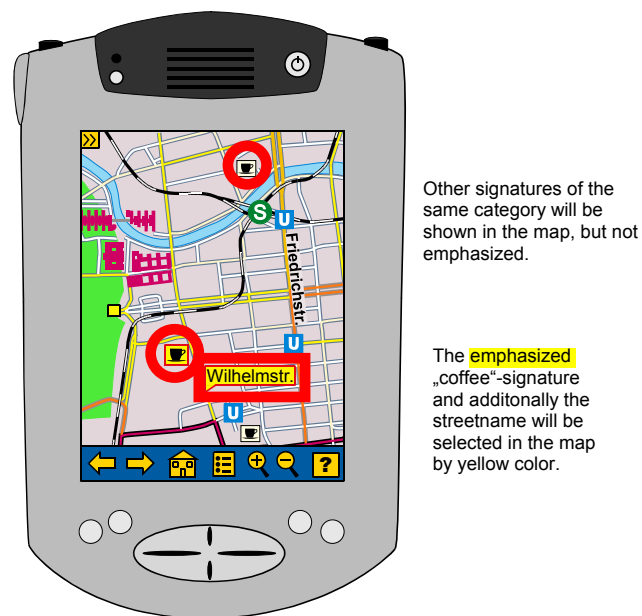 S
U
Friedrichstr.
U
Wilhelmstr.
U
?
Other signatures of the
same category will be
shown in the map, but not
emphasized.
The emphasized
„coffee“-signature
and additonally the
streetname will be
selected in the map
by yellow color.